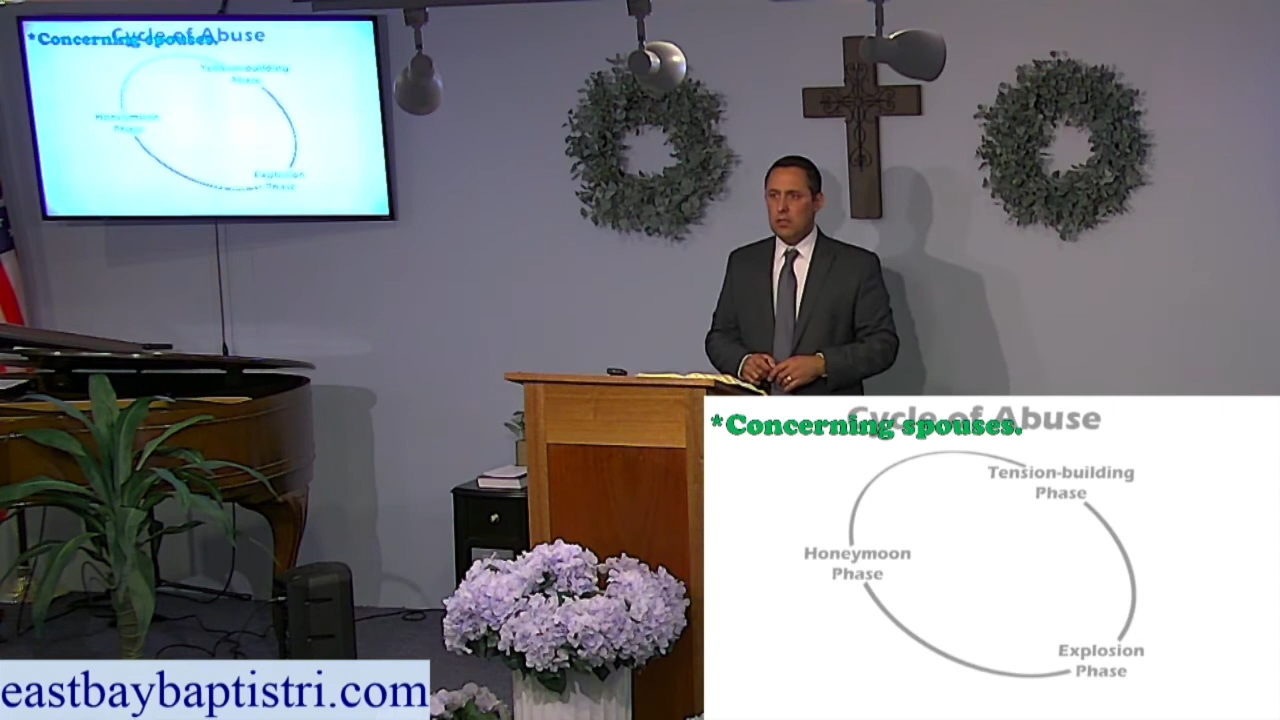 *Concerning spouses.
Cycle of Abuse
Tension-building
Phase
Honeymoon
Phase
Explosion
Phase
*Concerning spouses.
Cycle of Abuse
Tension-building
Phase
Honeymoon
Phase
Explosion
Phase
eastbaybaptistri.com